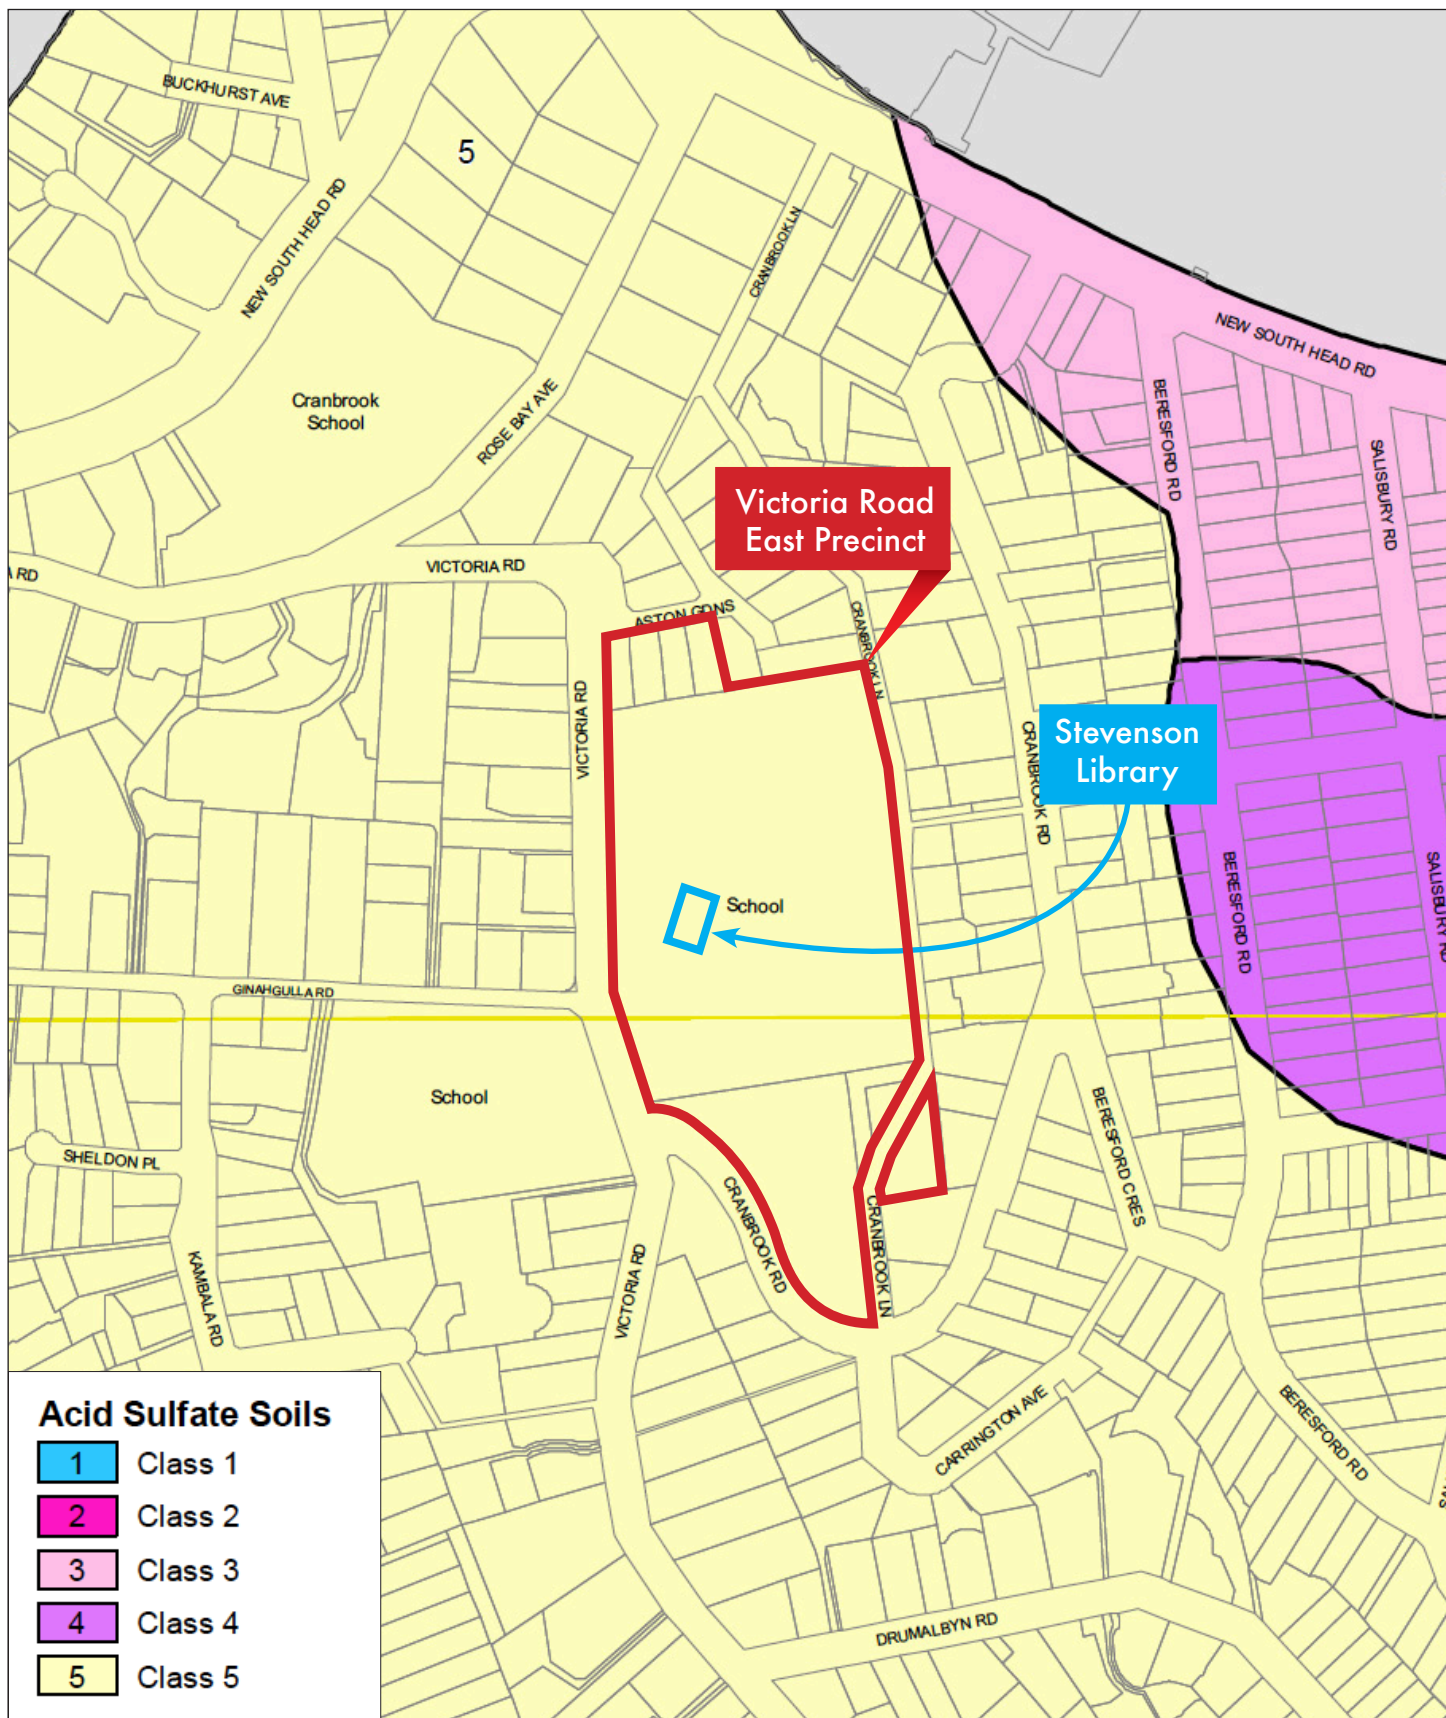 BUCKHURST AVE
5
NEW SOUTH HEAD RD
CRANBROOK LN
NEW SOUTH HEAD RD
Cranbrook
School
ROSE BAY AVE
BERESFORD RD
SALISBURY RD
Victoria Road
East Precinct
VICTORIA RD
RD
ASTON GDNS
CRANBROOK LN
VICTORIA RD
CRANBROOK RD
Stevenson
Library
BERESFORD RD
SALISBURY RD
School
GINAHGULLA RD
School
BERESFORD CRES
SHELDON PL
CRANBROOK RD
CRANBROOK LN
KAMBALA RD
VICTORIA RD
BERESFORD RD
CARRINGTON AVE
DRUMALBYN RD
Acid Sulfate Soils
1 Class 1
2 Class 2
3 Class 3
4 Class 4
5 Class 5